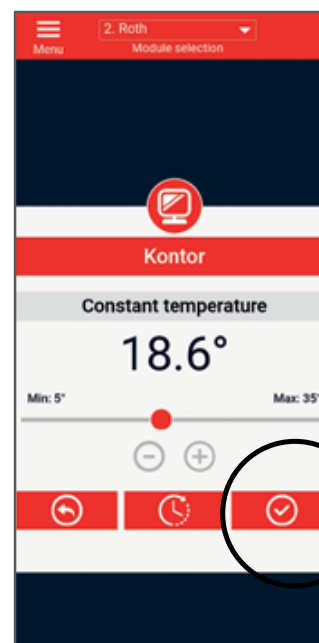 2. Roth
Menu
Module selection
Kontor
Constant temperature
18.6°
Min: 5°
Max: 35°